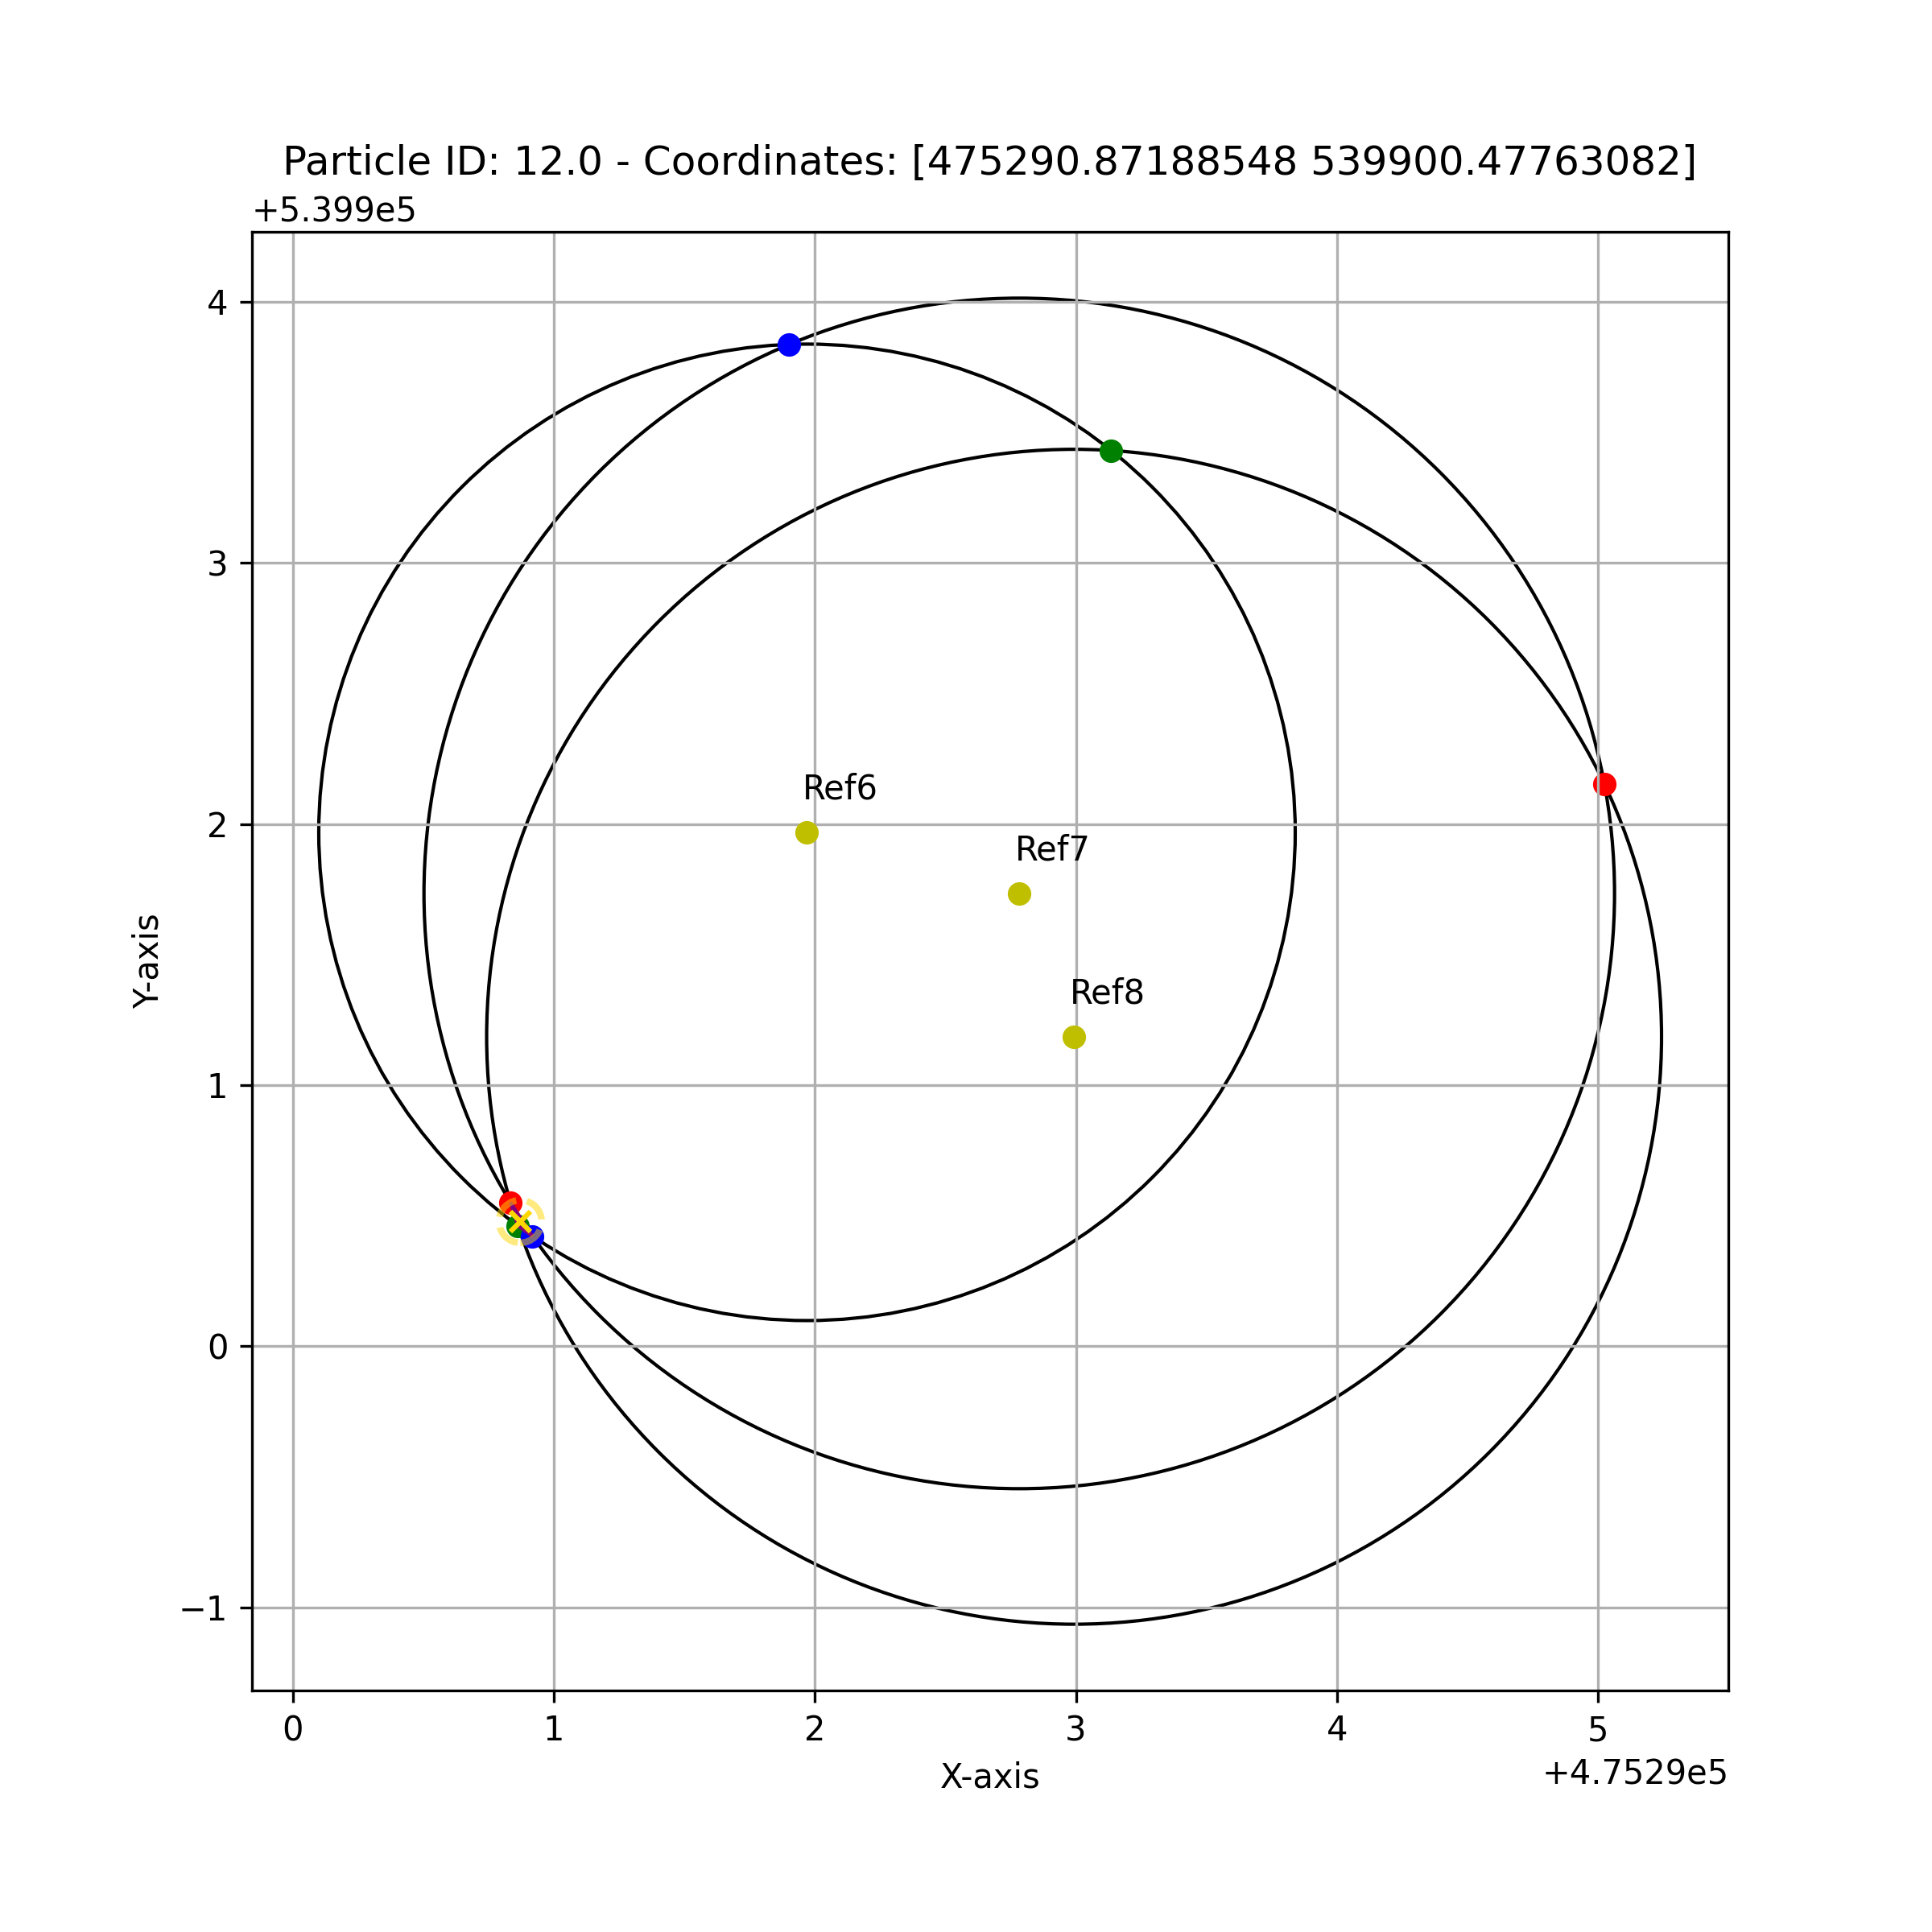 Particle ID: 12.0 - Coordinates: [475290.87188548 539900.47763082]
+5.399e5
4
3
2
1
0
−1
Y-axis
Ref6
Ref7
Ref8
0 1 2 3 4 5
X-axis
+4.7529e5